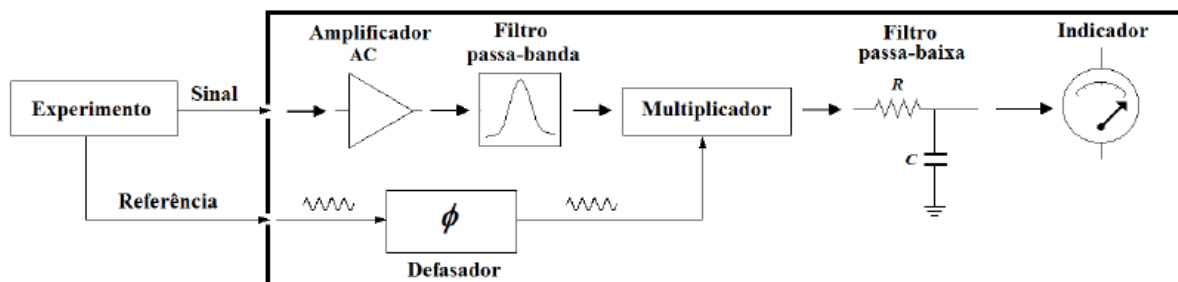 Amplificador
AC
Filtro
passa-banda
Filtro
passa-baixa
Indicador
Experimento
Sinal
R
Multiplicador
C
Referência
ϕ
Defasador